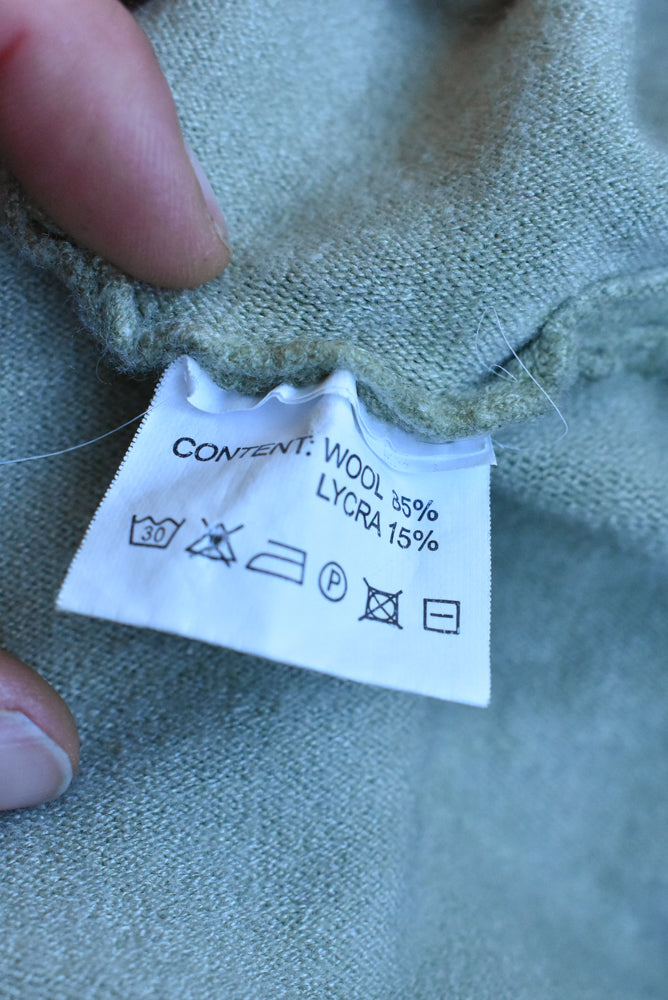 CONTENT: WOOL 85%
LYCRA 15%
30
P